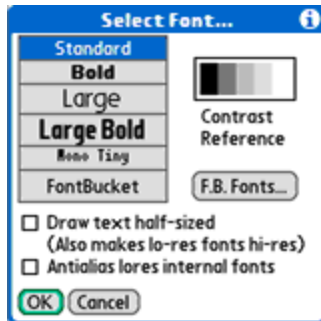 Select Font...
Standard
Bold
Large
Large Bold
Mono Tiny
FontBucket
Contrast
Reference
F.B. Fonts...
Draw text half-sized
(Also makes lo-res fonts hi-res)
Antialias lores internal fonts
OK Cancel